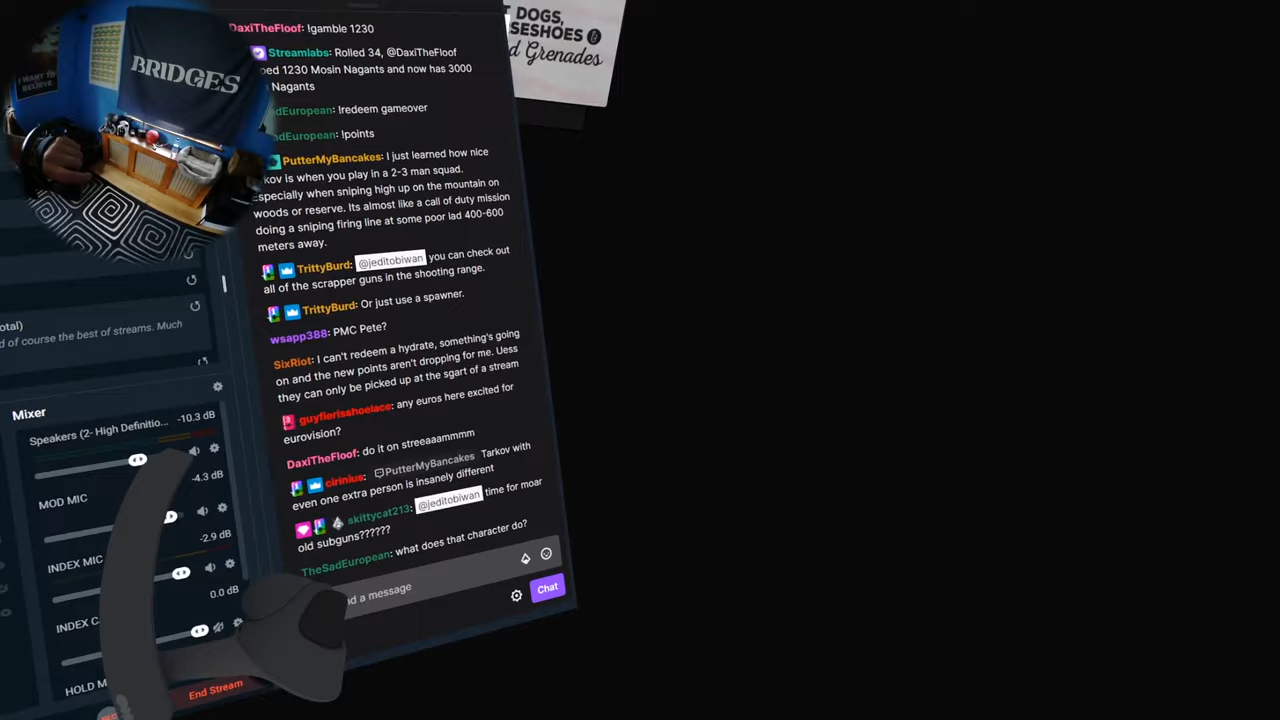 DaxiTheFloof: !gamble 1230
Streamlabs: Rolled 34, @DaxiTheFloof
1230 Mosin Nagants and now has 3000
Nagants
!redeem gameover
!points
PutterMyBancakes: I just learned how nice
is when you play in a 2-3 man squad.
Especially when sniping high up on the mountain on
woods or reserve. Its almost like a call of duty mission
doing a sniping firing line at some poor lad 400-600
meters away.
TrittyBurd: @jeditobiwan you can check out
all of the scrapper guns in the shooting range.
TrittyBurd: Or just use a spawner.
wsapp388: PMC Pete?
SixRiot: I can't redeem a hydrate, something's going
on and the new points aren't dropping for me. Uess
they can only be picked up at the sgart of a stream
guyfierisshoelace: any euros here excited for
eurovision?
DaxiTheFloof: do it on streeaaammmm
cirinius: PutterMyBancakes Tarkov with
even one extra person is insanely different
skittycat213: @jeditobiwan time for moar
old subguns??????
TheSadEuropean: what does that character do?
a message
Chat
DOGS,
Grenades
I WANT TO
BELIEVE
BRIDGES
of course the best of streams. Much
Mixer
Speakers (2- High Definitio... -10.3 dB
-4.3 dB
MOD MIC
-2.9 dB
INDEX MIC
0.0 dB
INDEX
HOLD
End Stream